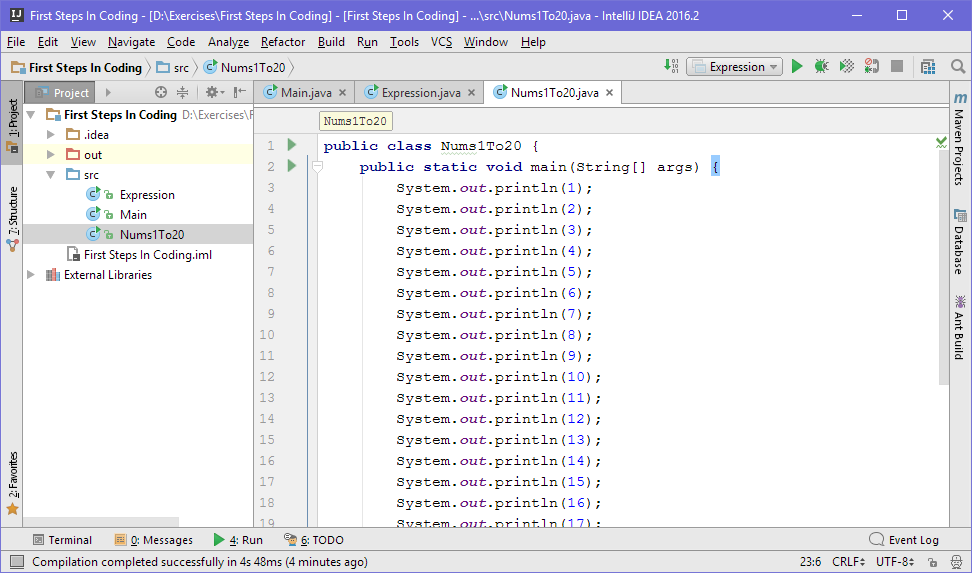 First Steps In Coding - [D:\Exercises\First Steps In Coding] - [First Steps In Coding] - ...\src\Nums1To20.java - IntelliJ IDEA 2016.2
File Edit View Navigate Code Analyze Refactor Build Run Tools VCS Window Help
First Steps In Coding src Nums1To20 Expression
Project Main.java Expression.java Nums1To20.java
1: Project
7: Structure
2: Favorites
First Steps In Coding D:\Exercises\F
.idea
out
src
Expression
Main
Nums1To20
First Steps In Coding.iml
External Libraries
Nums1To20
1 public class Nums1To20 {
2 public static void main(String[] args) {
3 System.out.println(1);
4 System.out.println(2);
5 System.out.println(3);
6 System.out.println(4);
7 System.out.println(5);
8 System.out.println(6);
9 System.out.println(7);
10 System.out.println(8);
11 System.out.println(9);
12 System.out.println(10);
13 System.out.println(11);
14 System.out.println(12);
15 System.out.println(13);
16 System.out.println(14);
17 System.out.println(15);
18 System.out.println(16);
19 System.out.println(17);
Maven Projects
Database
Ant Build
Terminal 0: Messages 4: Run 6: TODO Event Log
Compilation completed successfully in 4s 48ms (4 minutes ago) 23:6 CRLF UTF-8